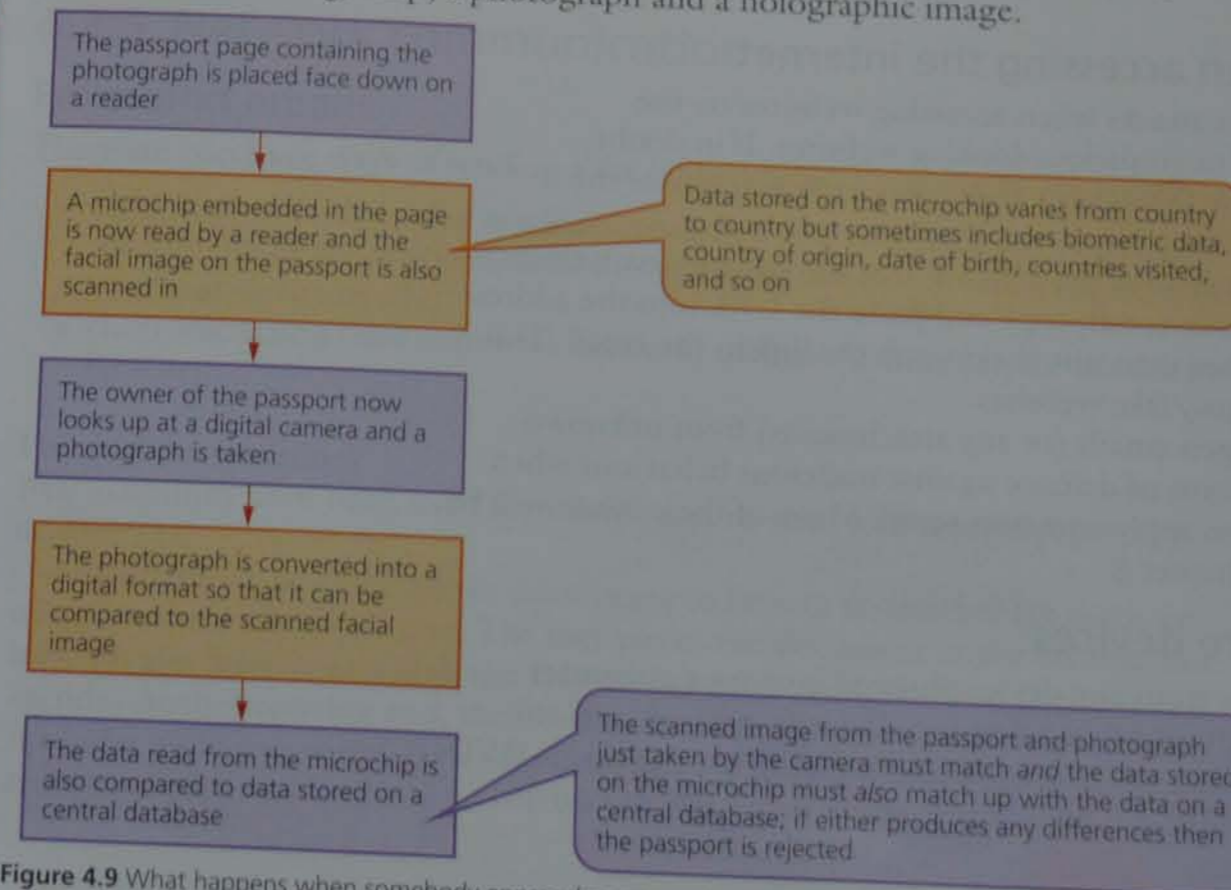 photograph and a holographic image.
The passport page containing the
photograph is placed face down on
a reader
A microchip embedded in the page
is now read by a reader and the
facial image on the passport is also
scanned in
Data stored on the microchip varies from country
to country but sometimes includes biometric data,
country of origin, date of birth, countries visited,
and so on
The owner of the passport now
looks up at a digital camera and a
photograph is taken
The photograph is converted into a
digital format so that it can be
compared to the scanned facial
image
The data read from the microchip is
also compared to data stored on a
central database
The scanned image from the passport and photograph
just taken by the camera must match and the data stored
on the microchip must also match up with the data on a
central database; if either produces any differences then
the passport is rejected
Figure 4.9 What happens when somebody